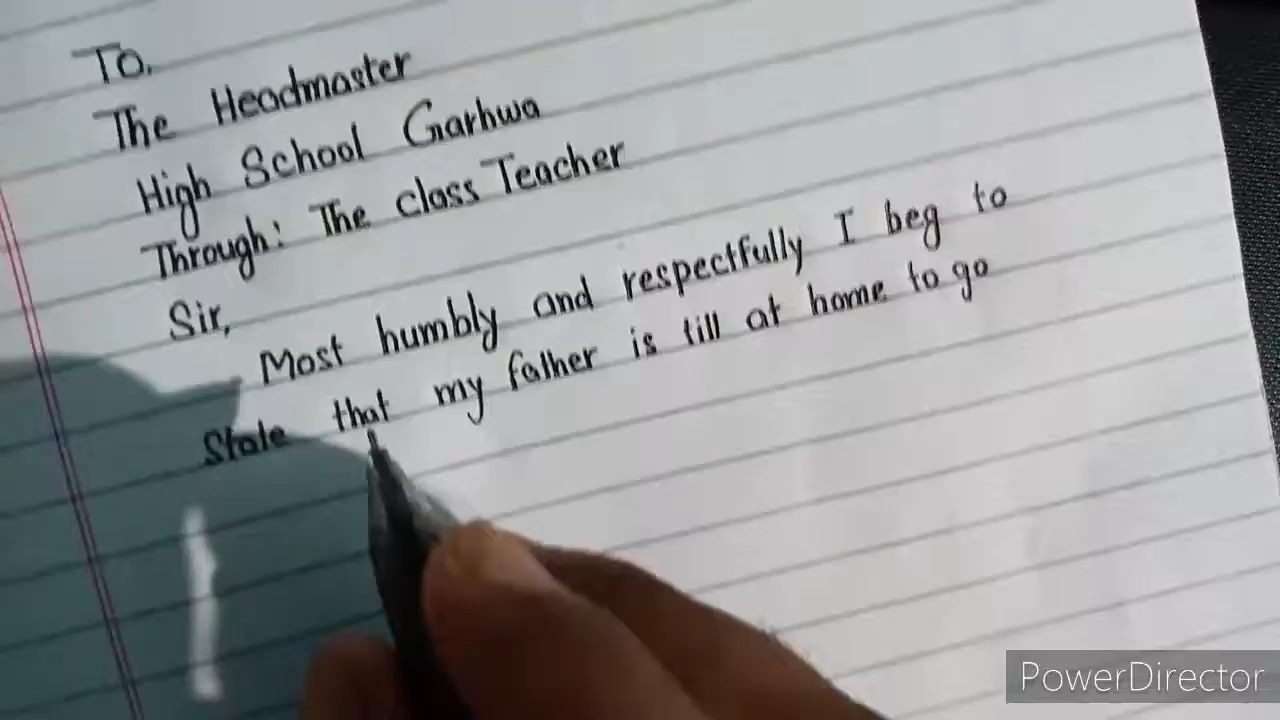 To,
The Headmaster
High School Garhwa
Through: The class Teacher
Sir,
Most humbly and respectfully I beg to
State that my father is till at home to go
PowerDirector